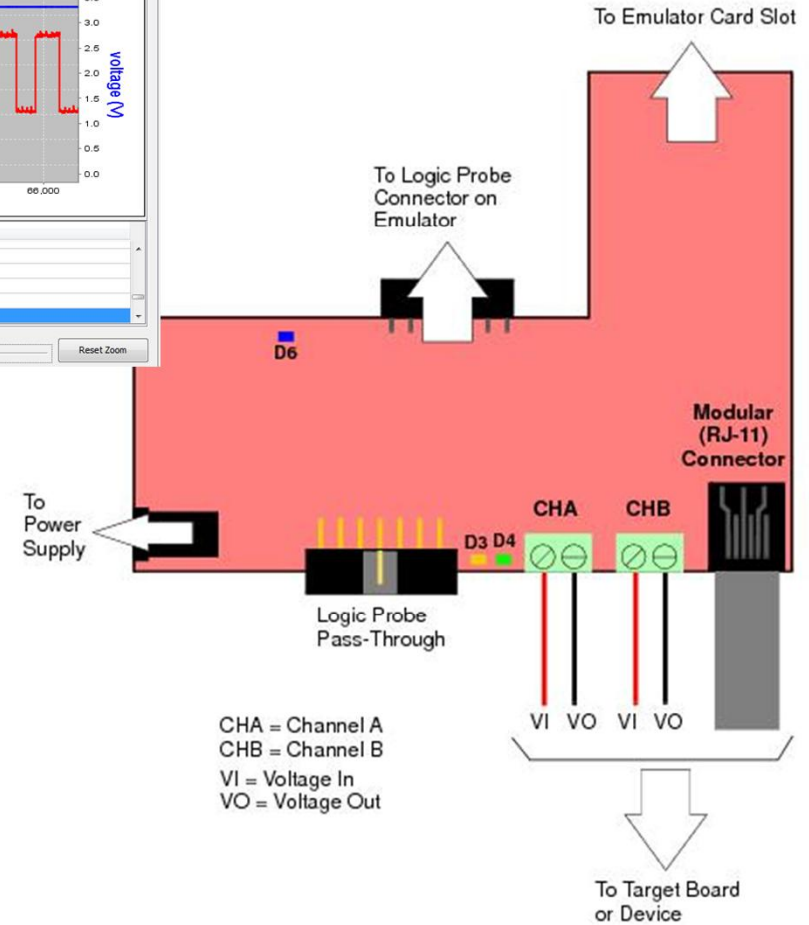 3.0
2.5
2.0
1.5
1.0
0.5
0.0
voltage (V)
66,000
Reset Zoom
To Emulator Card Slot
To Logic Probe
Connector on
Emulator
D6
Modular
(RJ-11)
Connector
To
Power
Supply
CHA
CHB
D3 D4
Logic Probe
Pass-Through
VI VO VI VO
CHA = Channel A
CHB = Channel B
VI = Voltage In
VO = Voltage Out
To Target Board
or Device